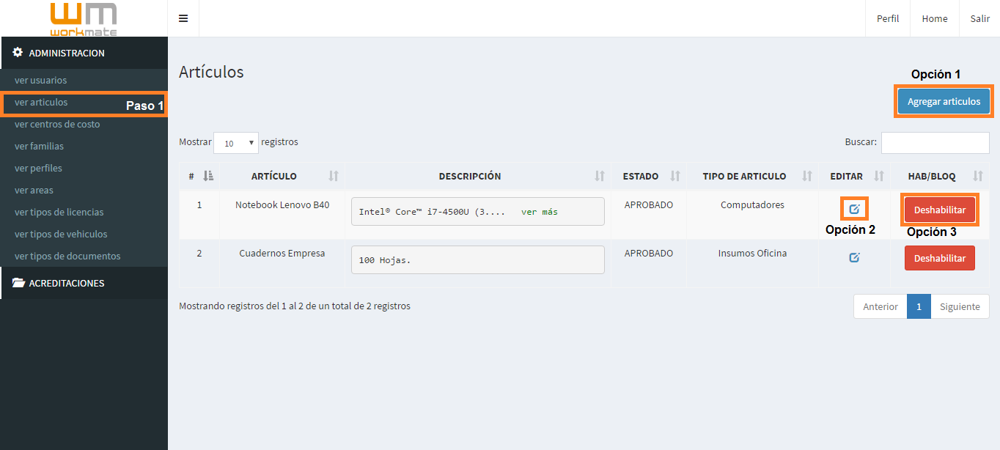 wm
workmate
Perfil Home Salir
ADMINISTRACION
ver usuarios
ver articulos Paso 1
ver centros de costo
ver familias
ver perfiles
ver areas
ver tipos de licencias
ver tipos de vehiculos
ver tipos de documentos
ACREDITACIONES
Artículos
Opción 1
Agregar articulos
Mostrar 10 registros Buscar:
# ARTÍCULO DESCRIPCIÓN ESTADO TIPO DE ARTICULO EDITAR HAB/BLOQ
1 Notebook Lenovo B40 Intel® Core™ i7-4500U (3.... ver más APROBADO Computadores Deshabilitar
Opción 2 Opción 3
2 Cuadernos Empresa 100 Hojas. APROBADO Insumos Oficina Deshabilitar
Mostrando registros del 1 al 2 de un total de 2 registros Anterior 1 Siguiente